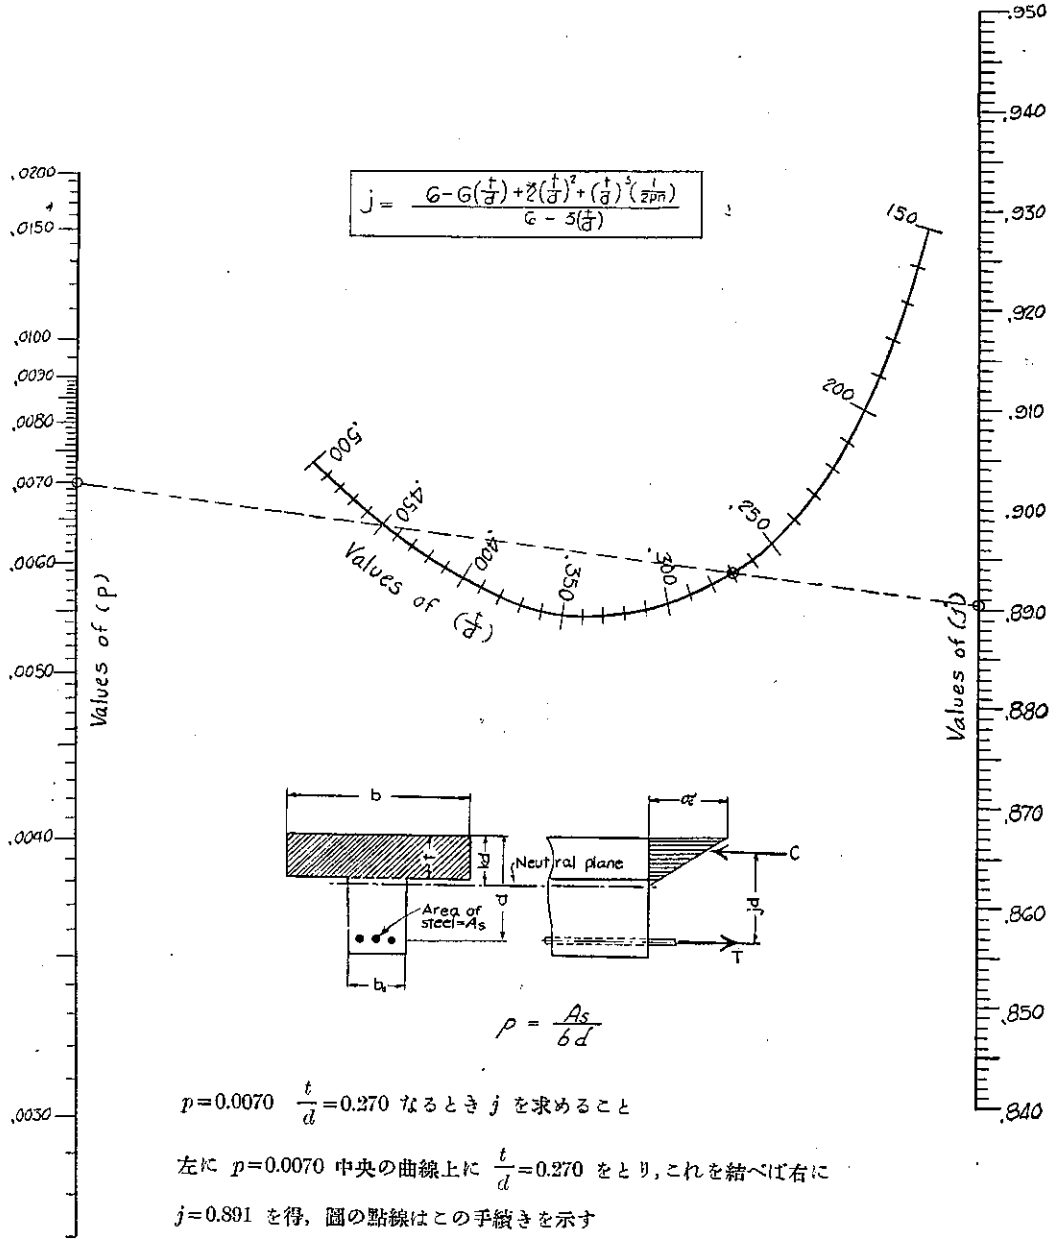 .950
.940
.930
.920
.910
.900
.890
.880
.870
.860
.850
.840
Values of (j)
.0200
.0150
.0100
.0090
.0080
.0070
.0060
.0050
.0040
.0030
Values of (p)
j = 6-6(t/d)+2(t/d)²+(t/d)³(1/2pn) / 6-3(t/d)
.150
.200
.250
.300
.350
.400
.450
.500
Values of (t/d)
b
t
d
Area of
steel=As
Neutral plane
C
jd
T
p = As/bd
p=0.0070 t/d=0.270 なるとき j を求めること
左に p=0.0070 中央の曲線上に t/d=0.270 をとり,これを結べば右に
j=0.891 を得, 圖の點線はこの手續きを示す